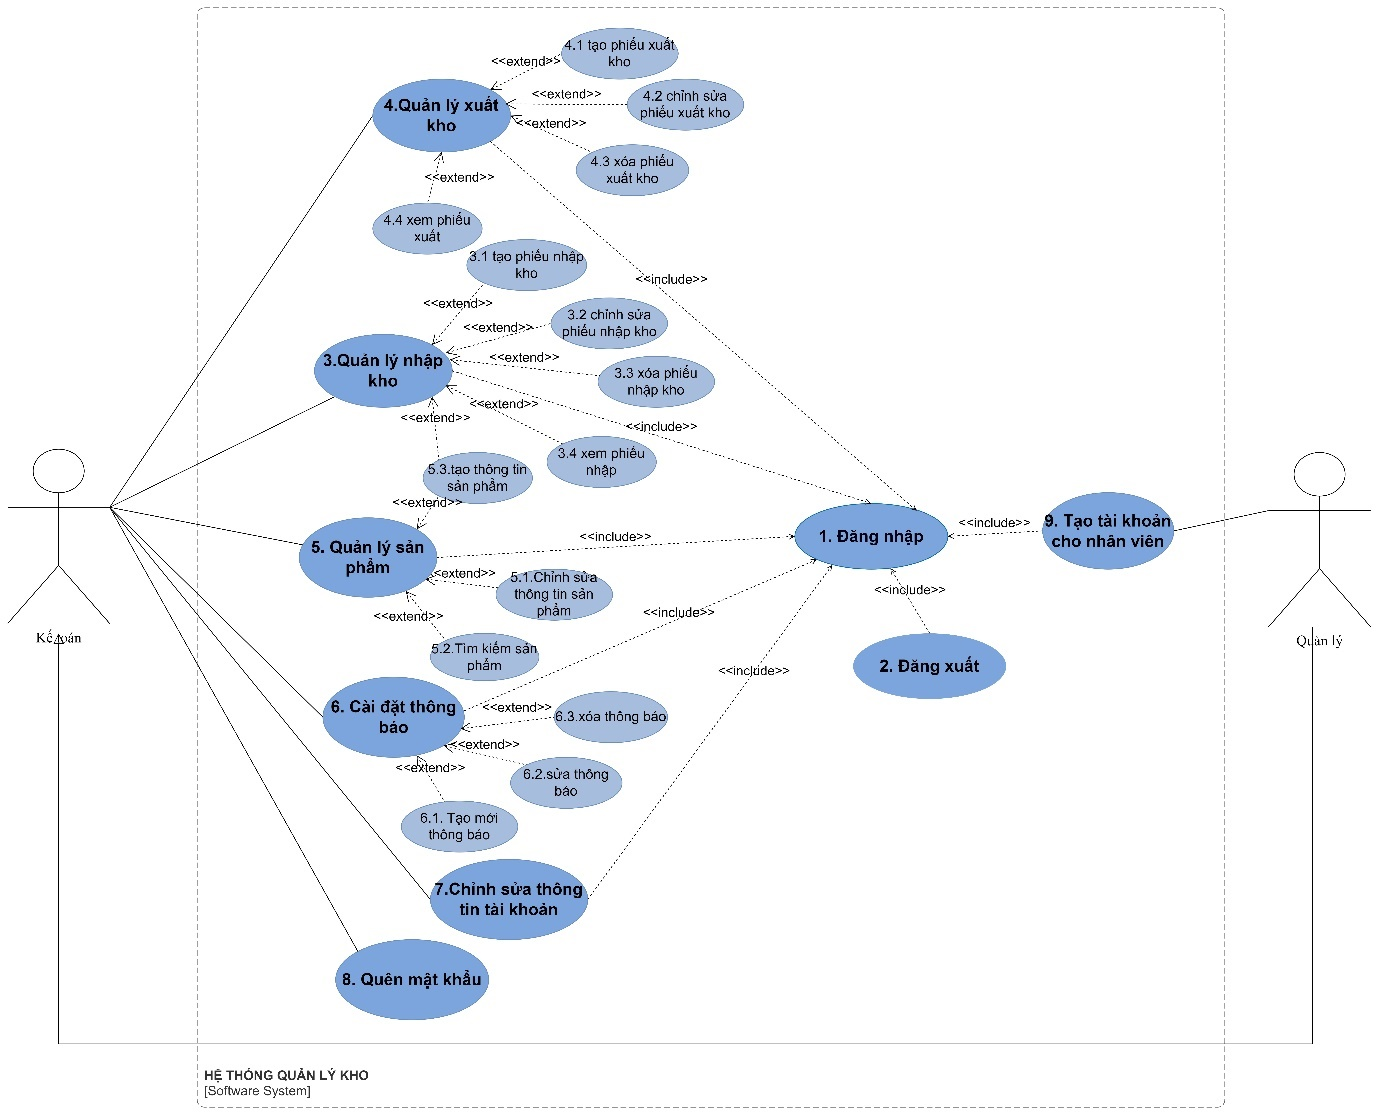 4.1 tạo phiếu xuất
kho
<<extend>>
4.2 chỉnh sửa
phiếu xuất kho
<<extend>>
4.Quản lý xuất
kho
<<extend>>
4.3 xóa phiếu
xuất kho
<<extend>>
4.4 xem phiếu
xuất
3.1 tạo phiếu nhập
kho
<<include>>
<<extend>>
3.2 chỉnh sửa
phiếu nhập kho
<<extend>>
3.Quản lý nhập
kho
<<extend>>
3.3 xóa phiếu
nhập kho
<<extend>>
<<extend>>
<<include>>
3.4 xem phiếu
nhập
5.3.tạo thông tin
sản phẩm
<<extend>>
5. Quản lý sản
phẩm
<<include>>
1. Đăng nhập
<<include>>
9. Tạo tài khoản
cho nhân viên
<<extend>>
5.1.Chỉnh sửa
thông tin sản
phẩm
<<extend>>
<<include>>
<<include>>
Kế toán
Quản lý
5.2.Tìm kiếm sản
phẩm
2. Đăng xuất
<<include>>
6. Cài đặt thông
báo
<<extend>>
6.3.xóa thông báo
<<extend>>
<<extend>>
6.2.sửa thông
báo
6.1. Tạo mới
thông báo
7.Chỉnh sửa thông
tin tài khoản
8. Quên mật khẩu
HỆ THỐNG QUẢN LÝ KHO
[Software System]